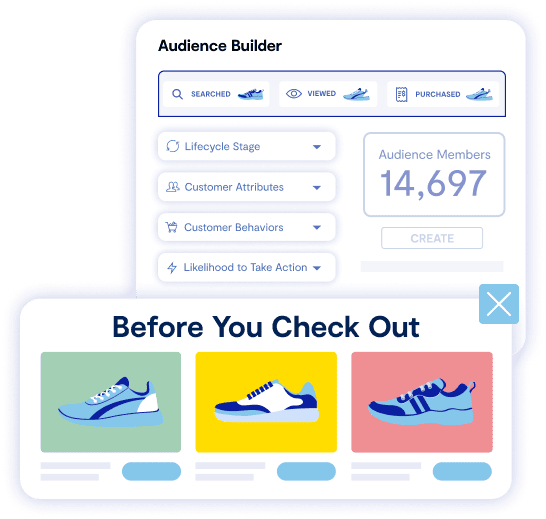 Audience Builder
SEARCHED VIEWED PURCHASED
Lifecycle Stage
Audience Members
14,697
Customer Attributes
Customer Behaviors
CREATE
Likelihood to Take Action
Before You Check Out